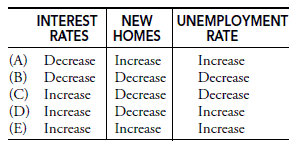 INTEREST NEW UNEMPLOYMENT
RATES HOMES RATE
(A) Decrease Increase Increase
(B) Decrease Decrease Decrease
(C) Increase Decrease Decrease
(D) Increase Decrease Increase
(E) Increase Increase Increase